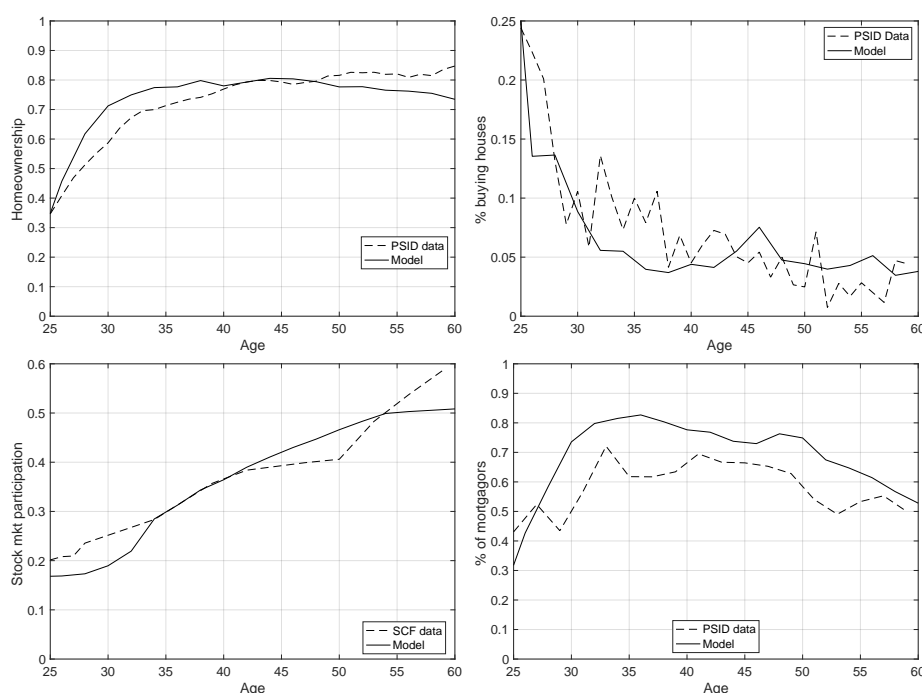 Homeownership
1
0.9
0.8
0.7
0.6
0.5
0.4
0.3
0.2
0.1
0
PSID data
Model
25 30 35 40 45 50 55 60
Age
% buying houses
0.25
0.2
0.15
0.1
0.05
0
PSID Data
Model
25 30 35 40 45 50 55 60
Age
Stock mkt participation
0.6
0.5
0.4
0.3
0.2
0.1
0
SCF data
Model
25 30 35 40 45 50 55 60
Age
% of mortgagors
1
0.9
0.8
0.7
0.6
0.5
0.4
0.3
0.2
0.1
0
PSID data
Model
25 30 35 40 45 50 55 60
Age